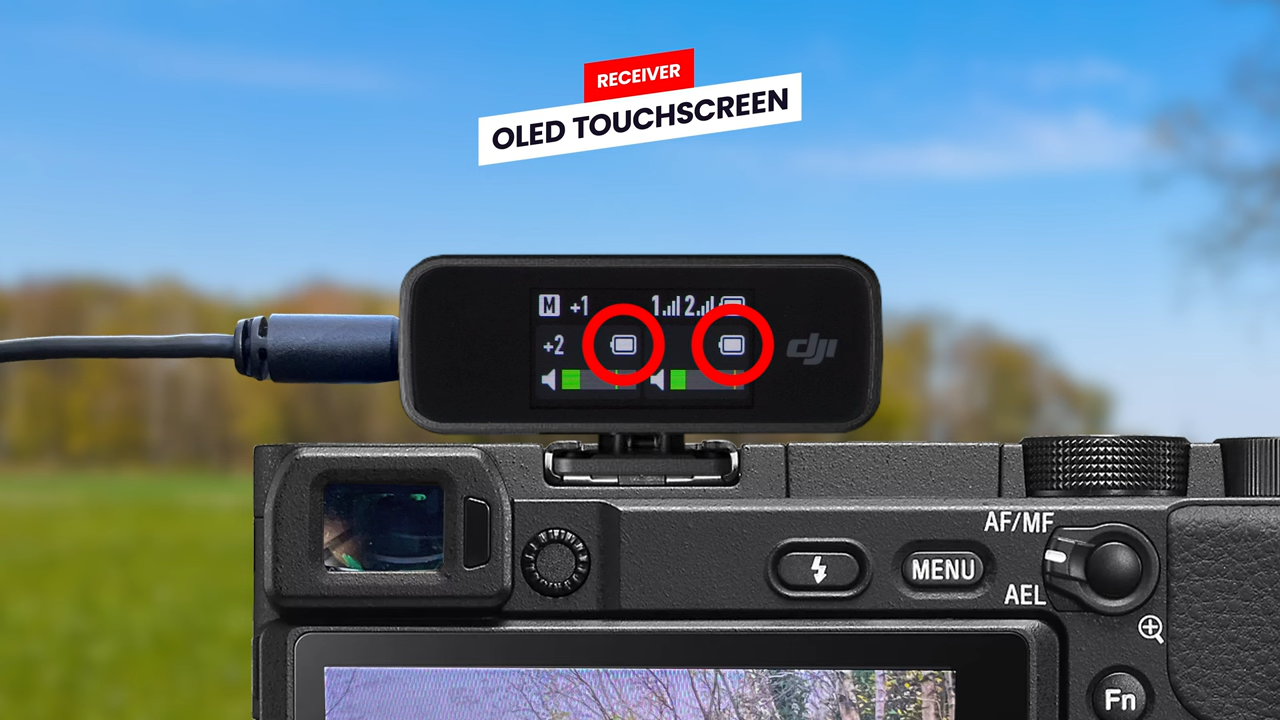 RECEIVER
OLED TOUCHSCREEN
M +1 1 2
+2
dji
AF/MF
MENU
AEL
Fn